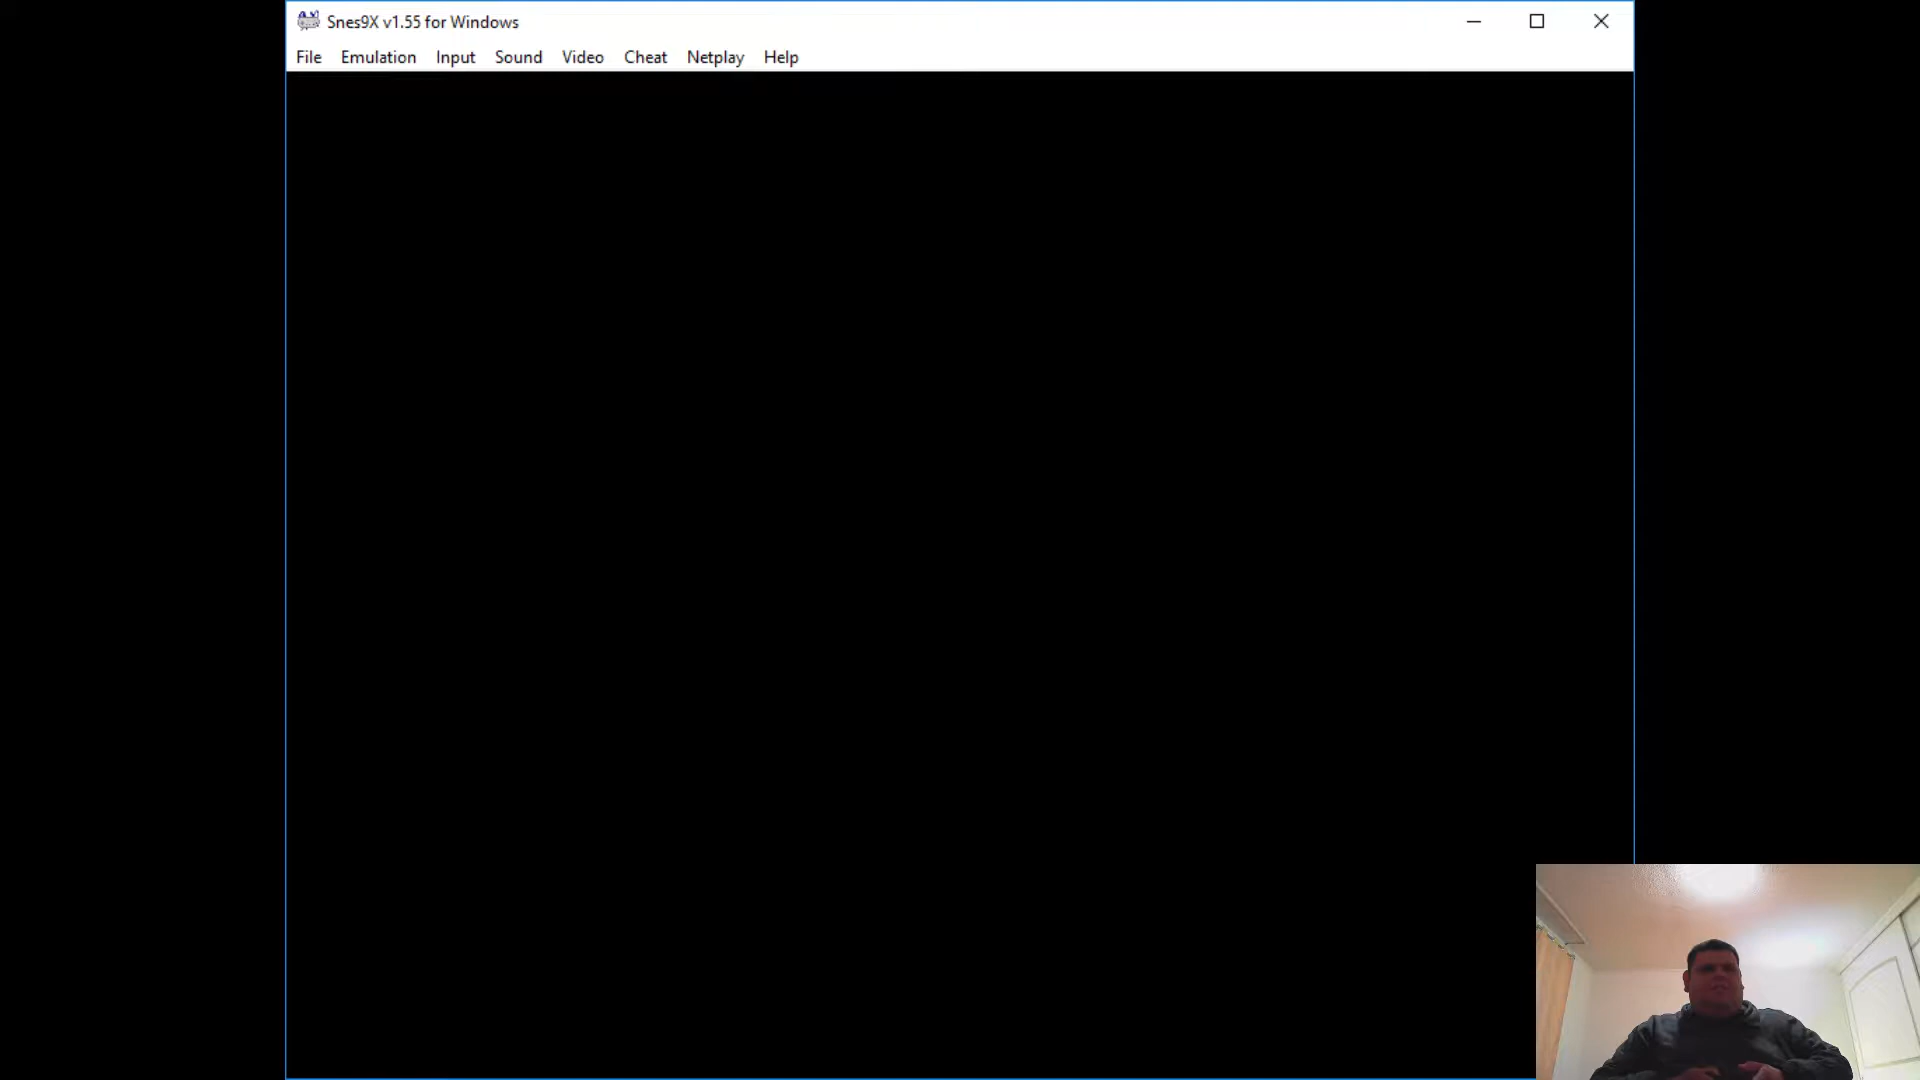 Snes9X v1.55 for Windows
File Emulation Input Sound Video Cheat Netplay Help